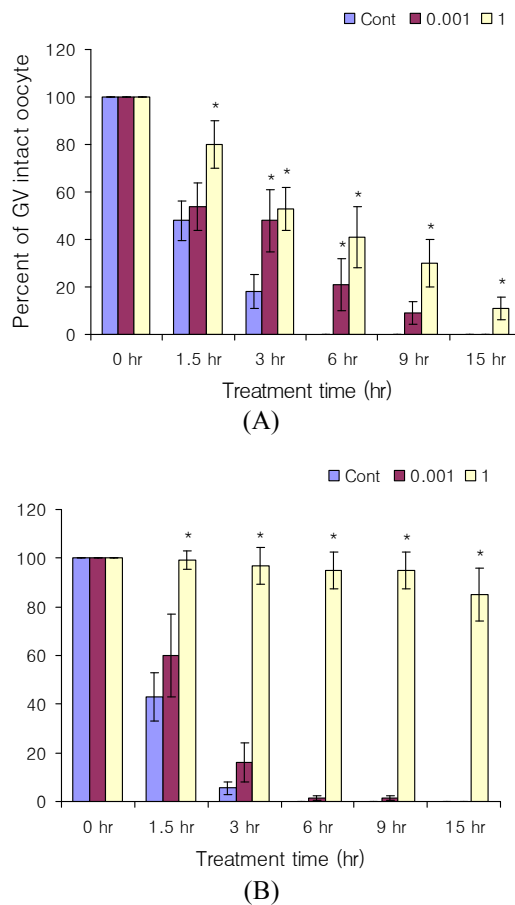 Cont 0.001 1
120
100
80
60
40
20
0
Percent of GV intact oocyte
* * * * * * * *
0 hr 1.5 hr 3 hr 6 hr 9 hr 15 hr
Treatment time (hr)
(A)
Cont 0.001 1
120
100
80
60
40
20
0
* * * * *
0 hr 1.5 hr 3 hr 6 hr 9 hr 15 hr
Treatment time (hr)
(B)